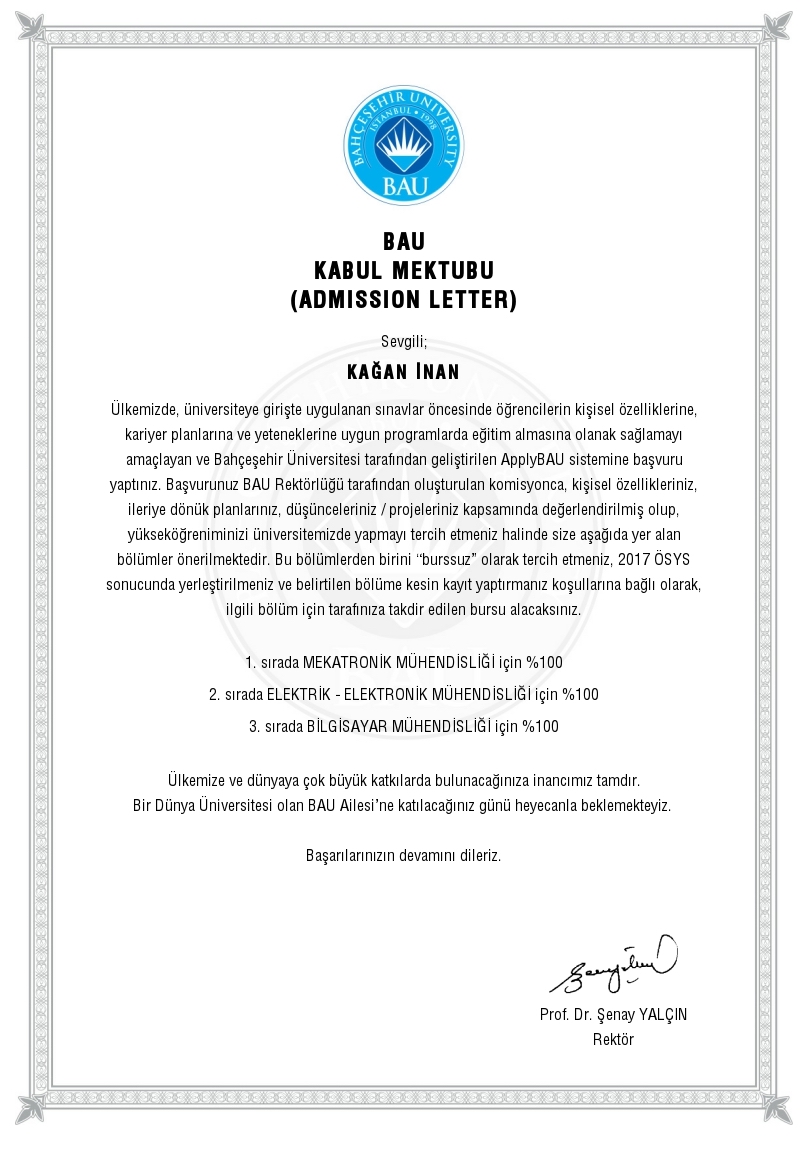 BAHÇEŞEHİR UNIVERSITY
İSTANBUL • 1998
BAU
BAU
KABUL MEKTUBU
(ADMISSION LETTER)
Sevgili;
KAĞAN İNAN
Ülkemizde, üniversiteye girişte uygulanan sınavlar öncesinde öğrencilerin kişisel özelliklerine,
kariyer planlarına ve yeteneklerine uygun programlarda eğitim almasına olanak sağlamayı
amaçlayan ve Bahçeşehir Üniversitesi tarafından geliştirilen ApplyBAU sistemine başvuru
yaptınız. Başvurunuz BAU Rektörlüğü tarafından oluşturulan komisyonca, kişisel özellikleriniz,
ileriye dönük planlarınız, düşünceleriniz / projeleriniz kapsamında değerlendirilmiş olup,
yükseköğreniminizi üniversitemizde yapmayı tercih etmeniz halinde size aşağıda yer alan
bölümler önerilmektedir. Bu bölümlerden birini “burssuz” olarak tercih etmeniz, 2017 ÖSYS
sonucunda yerleştirilmeniz ve belirtilen bölüme kesin kayıt yaptırmanız koşullarına bağlı olarak,
ilgili bölüm için tarafınıza takdir edilen bursu alacaksınız.
1. sırada MEKATRONİK MÜHENDİSLİĞİ için %100
2. sırada ELEKTRİK - ELEKTRONİK MÜHENDİSLİĞİ için %100
3. sırada BİLGİSAYAR MÜHENDİSLİĞİ için %100
Ülkemize ve dünyaya çok büyük katkılarda bulunacağınıza inancımız tamdır.
Bir Dünya Üniversitesi olan BAU Ailesi’ne katılacağınız günü heyecanla beklemekteyiz.
Başarılarınızın devamını dileriz.
Prof. Dr. Şenay YALÇIN
Rektör